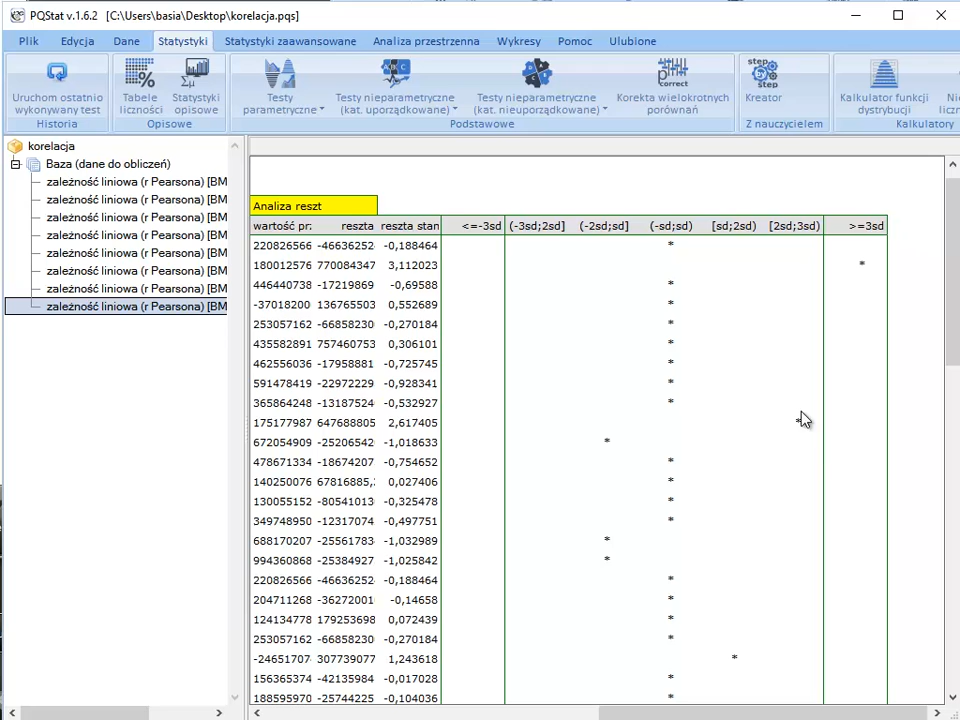 PQStat v.1.6.2 [C:\Users\basia\Desktop\korelacja.pqs]
Plik Edycja Dane Statystyki Statystyki zaawansowane Analiza przestrzenna Wykresy Pomoc Ulubione
Uruchom ostatnio wykonywany test
Historia
Tabele liczności
Statystyki opisowe
Opisowe
Testy parametryczne
Testy nieparametryczne (kat. uporządkowane)
Testy nieparametryczne (kat. nieuporządkowane)
Korekta wielokrotnych porównań
Podstawowe
step by step
Kreator
Z nauczycielem
Kalkulator funkcji dystrybucji
Kalkulatory
korelacja
Baza (dane do obliczeń)
zależność liniowa (r Pearsona) [BM
zależność liniowa (r Pearsona) [BM
zależność liniowa (r Pearsona) [BM
zależność liniowa (r Pearsona) [BM
zależność liniowa (r Pearsona) [BM
zależność liniowa (r Pearsona) [BM
zależność liniowa (r Pearsona) [BM
zależność liniowa (r Pearsona) [BM
Analiza reszt
wartość pr: reszta reszta stan <=-3sd (-3sd;2sd] (-2sd;sd] (-sd;sd) [sd;2sd) [2sd;3sd) >=3sd
220826566 -46636252 -0,188464 *
180012576 770084347 3,112023 *
446440738 -17219869 -0,69588 *
-37018200 136765503 0,552689 *
253057162 -66858230 -0,270184 *
435582891 757460753 0,306101 *
462556036 -17958881 -0,725745 *
591478419 -22972229 -0,928341 *
365864248 -13187524 -0,532927 *
175177987 647688805 2,617405 *
672054909 -25206542 -1,018633 *
478671334 -18674207 -0,754652 *
140250076 67816885, 0,027406 *
130055152 -80541013 -0,325478 *
349748950 -12317074 -0,497751 *
688170207 -25561783 -1,032989 *
994360868 -25384927 -1,025842 *
220826566 -46636252 -0,188464 *
204711268 -36272001 -0,14658 *
124134778 179253698 0,072439 *
253057162 -66858230 -0,270184 *
-24651707 307739077 1,243618 *
156365374 -42135984 -0,017028 *
188595970 -25744225 -0,104036 *